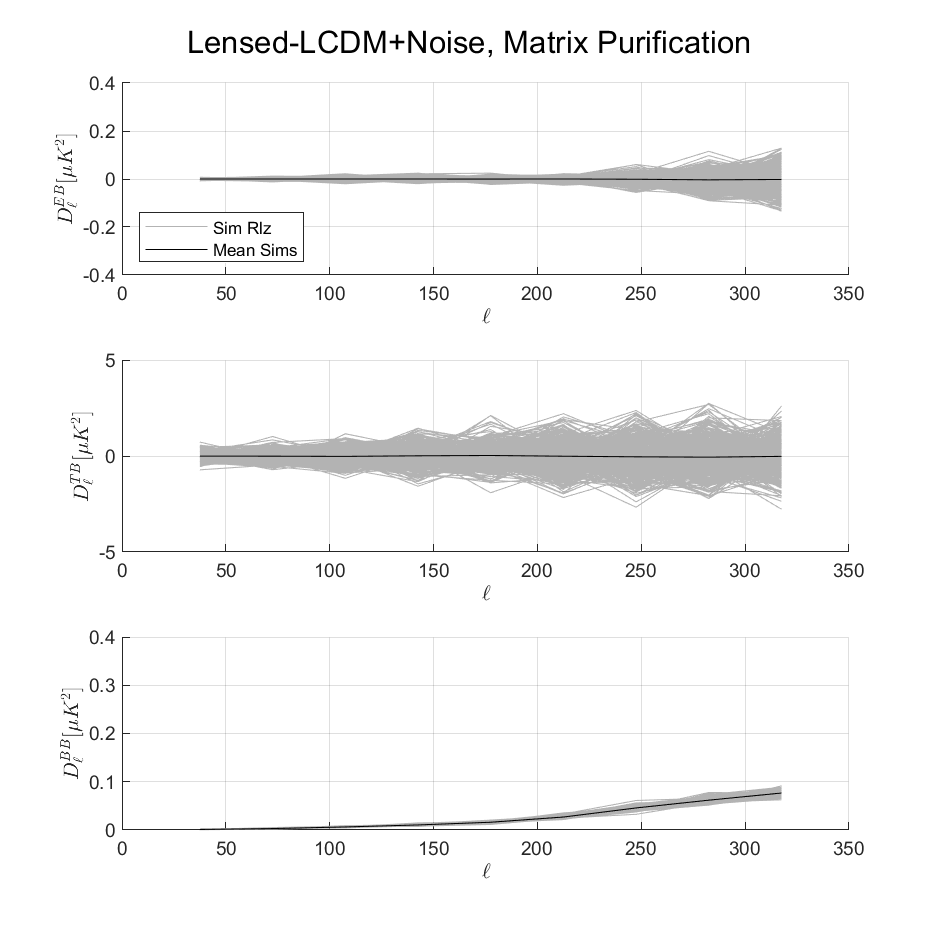 Lensed-LCDM+Noise, Matrix Purification
0.4
0.2
0
-0.2
-0.4
D_ℓ^{EB}[μK^2]
Sim Rlz
Mean Sims
0 50 100 150 200 250 300 350
ℓ
5
0
-5
D_ℓ^{TB}[μK^2]
0 50 100 150 200 250 300 350
ℓ
0.4
0.3
0.2
0.1
0
D_ℓ^{BB}[μK^2]
0 50 100 150 200 250 300 350
ℓ